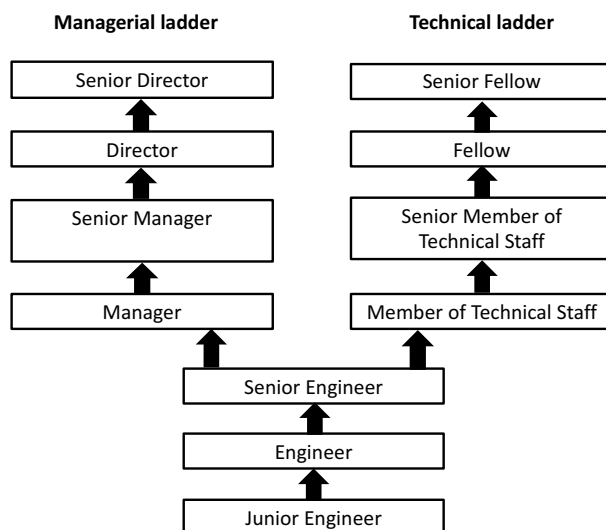 Managerial ladder
Technical ladder
Senior Director
Senior Fellow
Director
Fellow
Senior Manager
Senior Member of
Technical Staff
Manager
Member of Technical Staff
Senior Engineer
Engineer
Junior Engineer